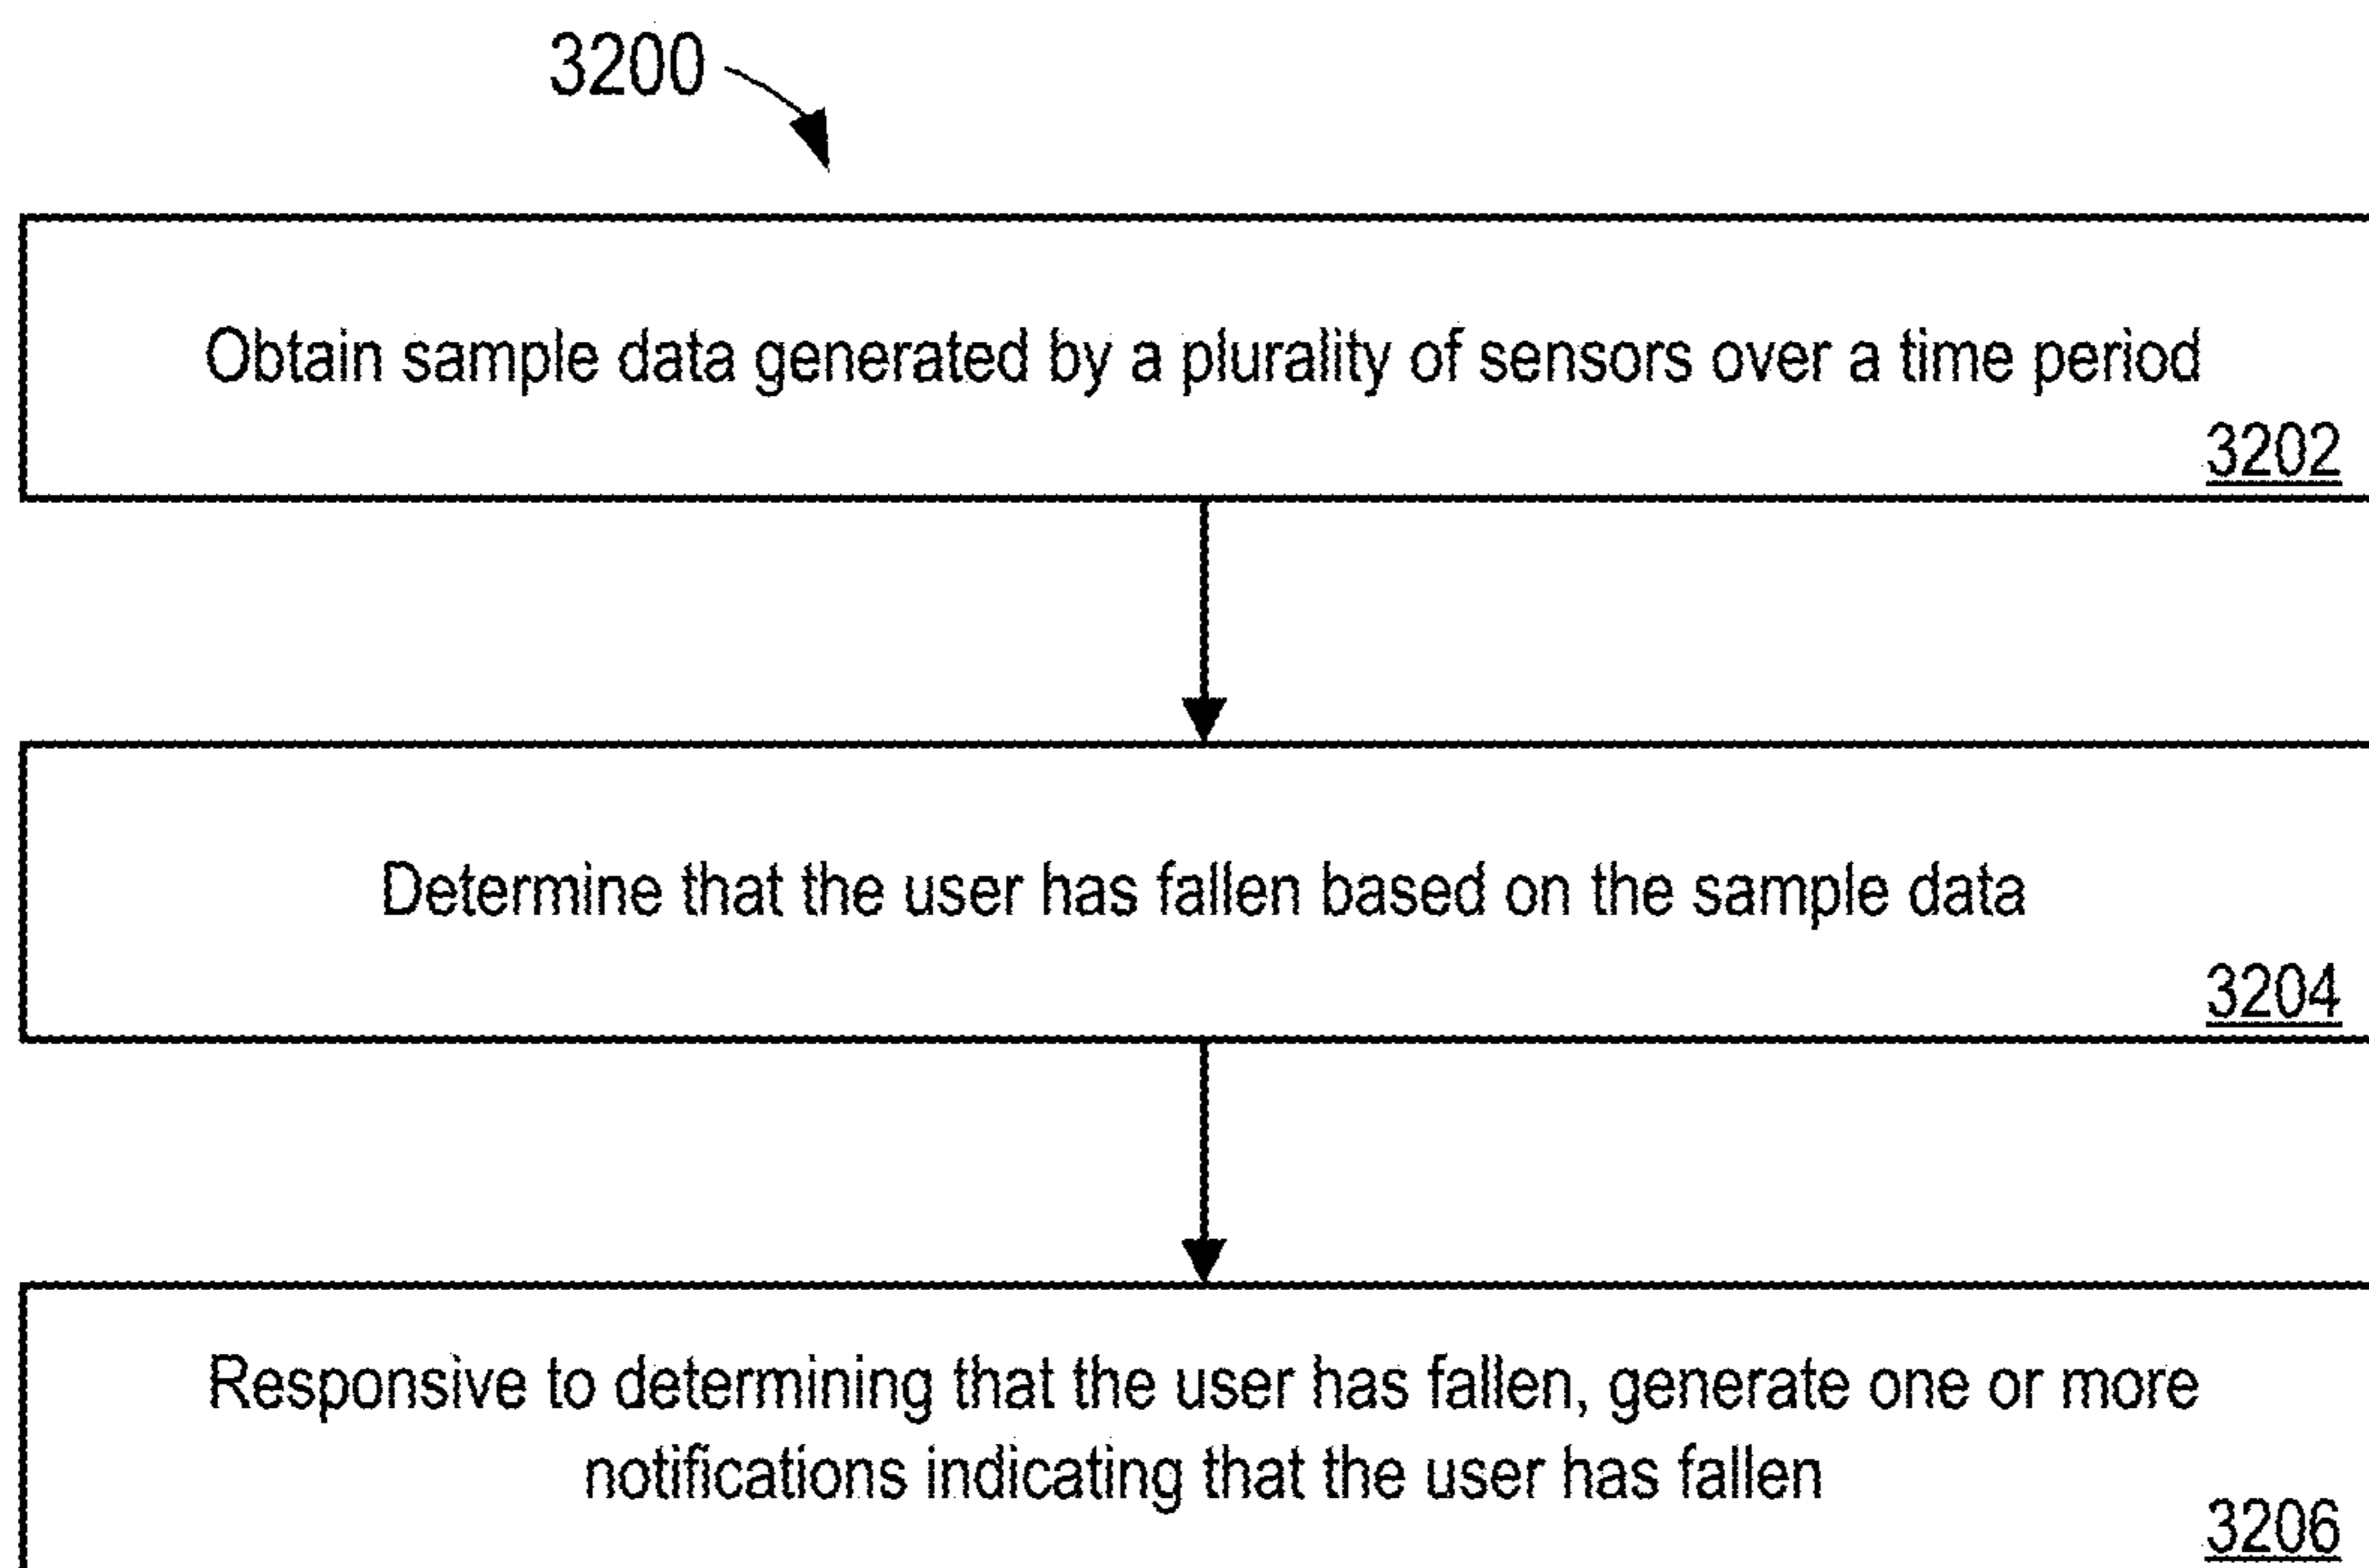 3200
Obtain sample data generated by a plurality of sensors over a time period
3202
Determine that the user has fallen based on the sample data
3204
Responsive to determining that the user has fallen, generate one or more
notifications indicating that the user has fallen
3206